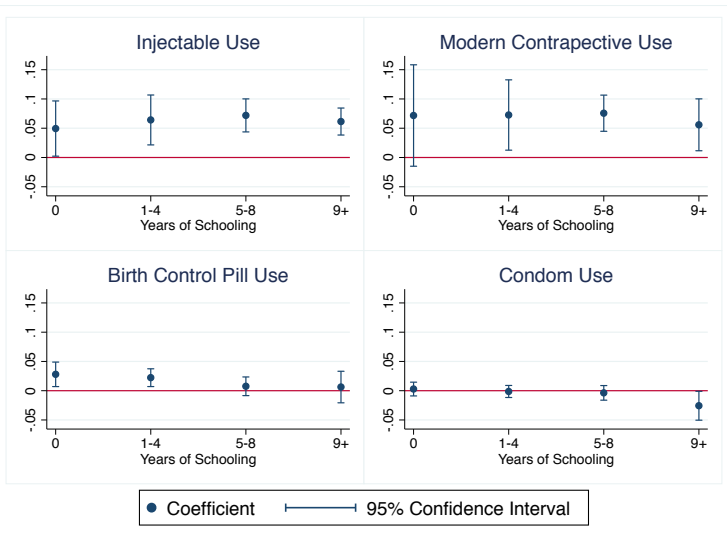 Injectable Use
.15
.1
.05
0
-.05
0 1-4 5-8 9+
Years of Schooling
Modern Contrapective Use
.15
.1
.05
0
-.05
0 1-4 5-8 9+
Years of Schooling
Birth Control Pill Use
.15
.1
.05
0
-.05
0 1-4 5-8 9+
Years of Schooling
Condom Use
.15
.1
.05
0
-.05
0 1-4 5-8 9+
Years of Schooling
Coefficient 95% Confidence Interval